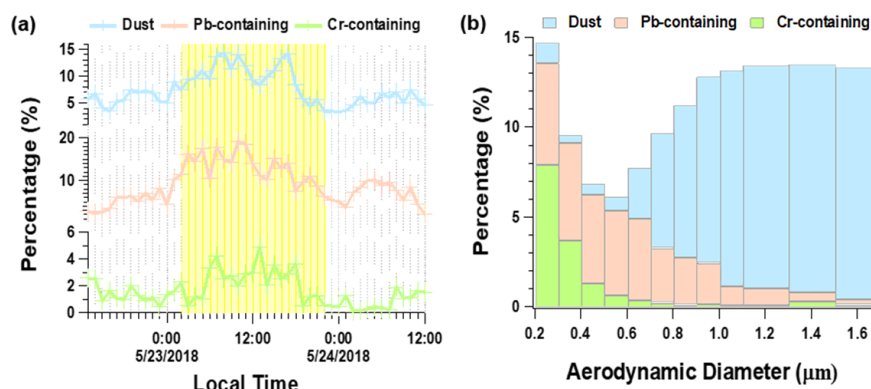 (a) Dust Pb-containing Cr-containing
Percentatge (%)
15
10
5
20
10
6
4
2
0
0:00
5/23/2018
12:00
0:00
5/24/2018
12:00
Local Time
(b) Dust Pb-containing Cr-containing
Percentage (%)
15
10
5
0
0.2 0.4 0.6 0.8 1.0 1.2 1.4 1.6
Aerodynamic Diameter (μm)